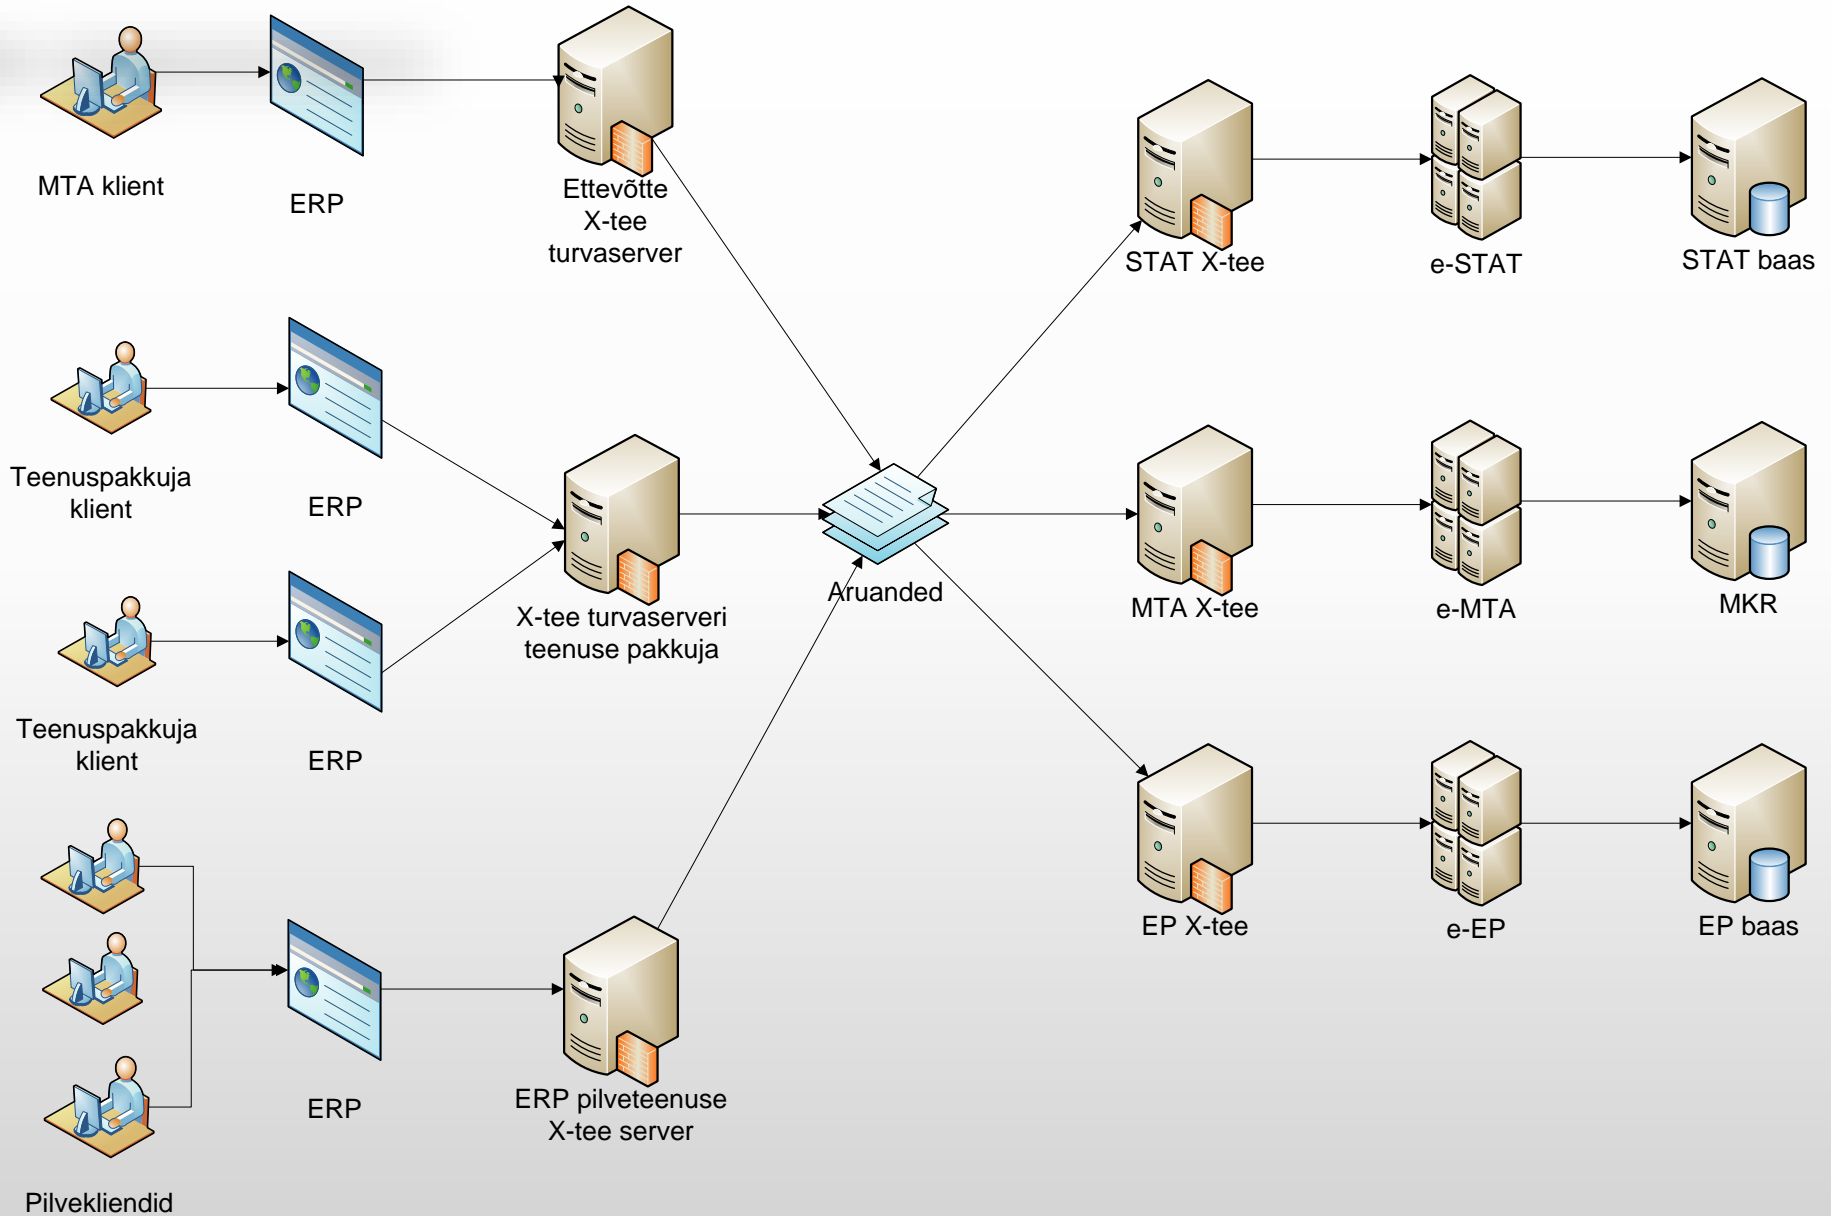 MTA klient
ERP
Ettevõtte
X-tee
turvaserver
STAT X-tee
e-STAT
STAT baas
Teenuspakkuja
klient
ERP
X-tee turvaserveri
teenuse pakkuja
Aruanded
MTA X-tee
e-MTA
MKR
Teenuspakkuja
klient
ERP
EP X-tee
e-EP
EP baas
ERP
ERP pilveteenuse
X-tee server
Pilvekliendid